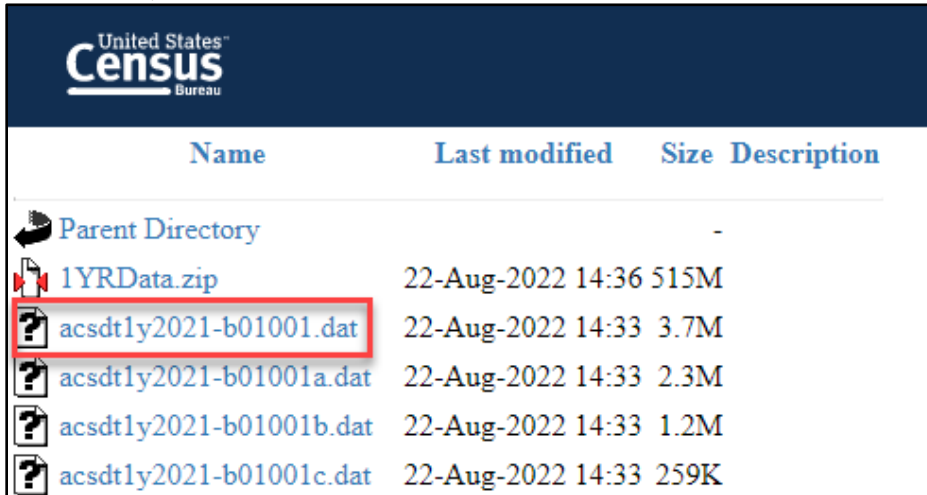 United States™
Census
Bureau
Name Last modified Size Description
Parent Directory -
1YRData.zip 22-Aug-2022 14:36 515M
acsdt1y2021-b01001.dat 22-Aug-2022 14:33 3.7M
acsdt1y2021-b01001a.dat 22-Aug-2022 14:33 2.3M
acsdt1y2021-b01001b.dat 22-Aug-2022 14:33 1.2M
acsdt1y2021-b01001c.dat 22-Aug-2022 14:33 259K